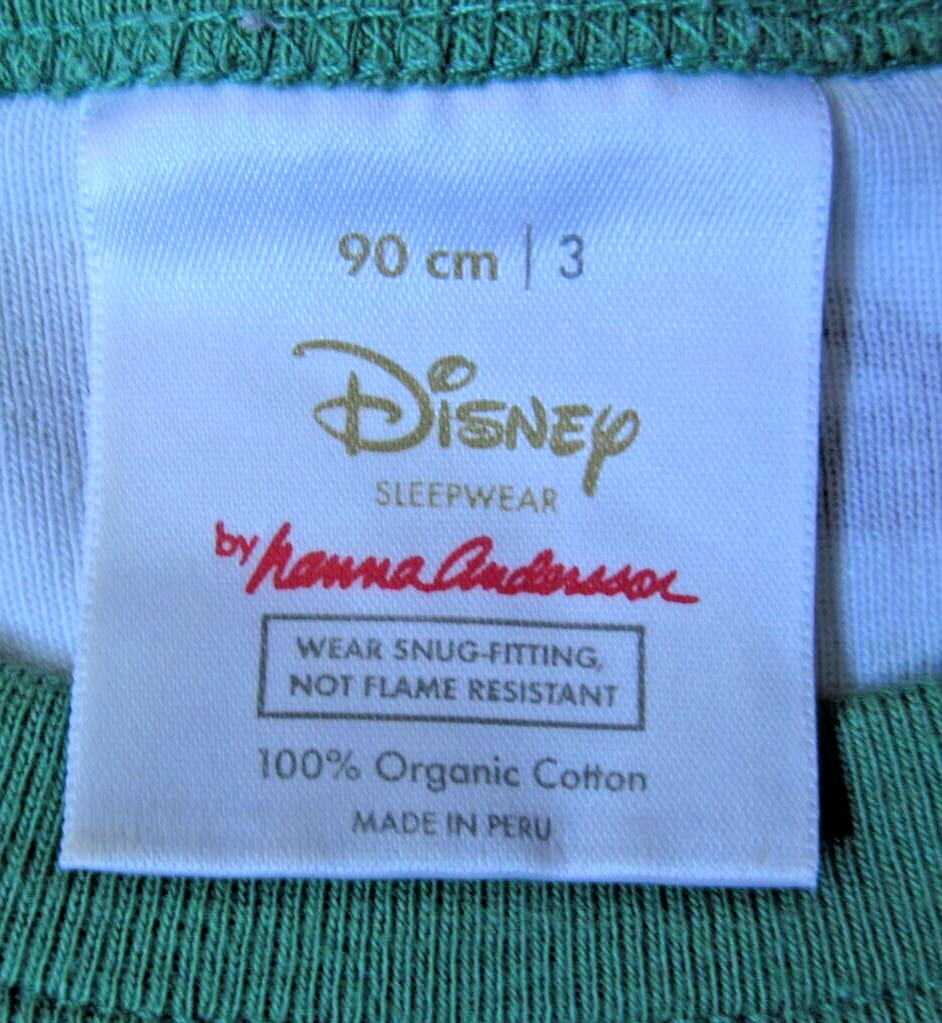 90 cm | 3
Disney
SLEEPWEAR
by hanna Andersson
WEAR SNUG-FITTING,
NOT FLAME RESISTANT
100% Organic Cotton
MADE IN PERU